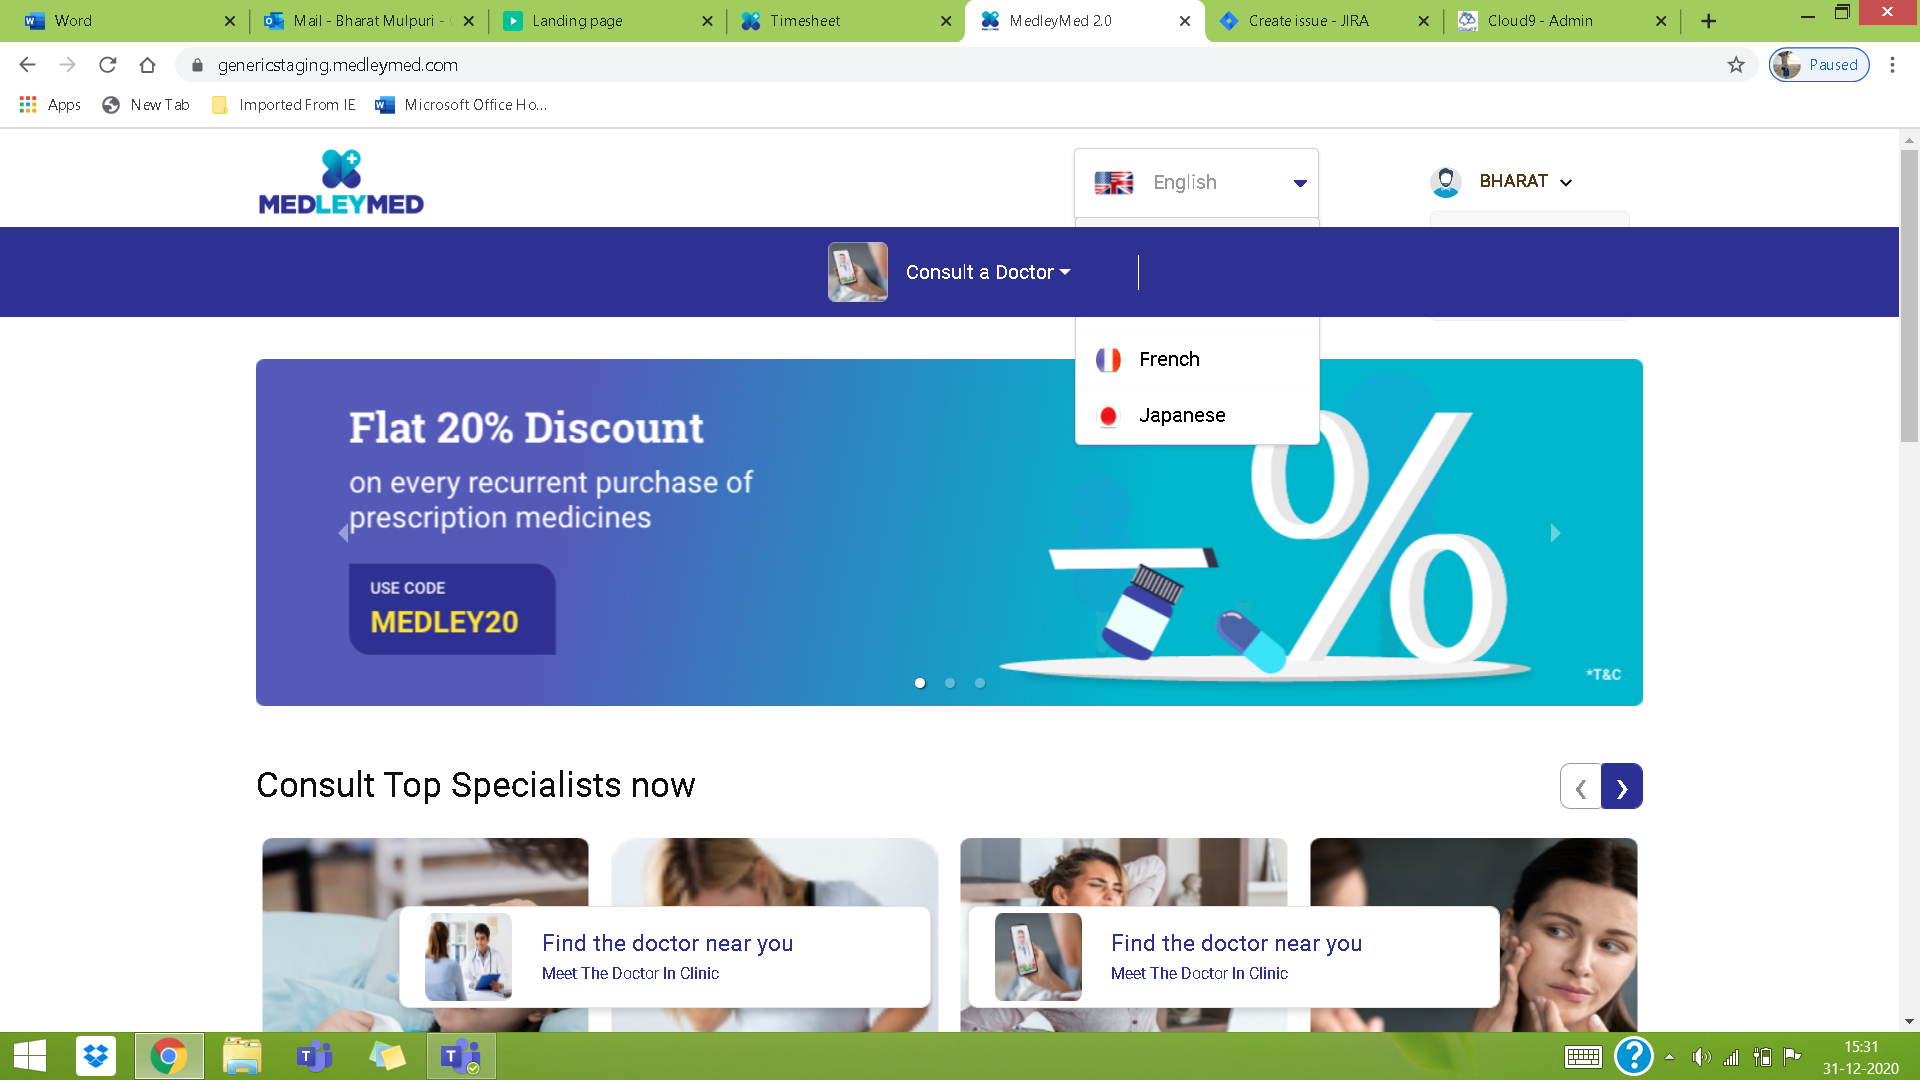 Word
Mail - Bharat Mulpuri -
Landing page
Timesheet
MedleyMed 2.0
Create issue - JIRA
Cloud9 - Admin
genericstaging.medleymed.com
Paused
Apps
New Tab
Imported From IE
Microsoft Office Ho...
MEDLEYMED
English
BHARAT
Consult a Doctor
French
Japanese
Flat 20% Discount
on every recurrent purchase of
prescription medicines
USE CODE
MEDLEY20
%
*T&C
Consult Top Specialists now
Find the doctor near you
Meet The Doctor In Clinic
Find the doctor near you
Meet The Doctor In Clinic
15:31
31-12-2020